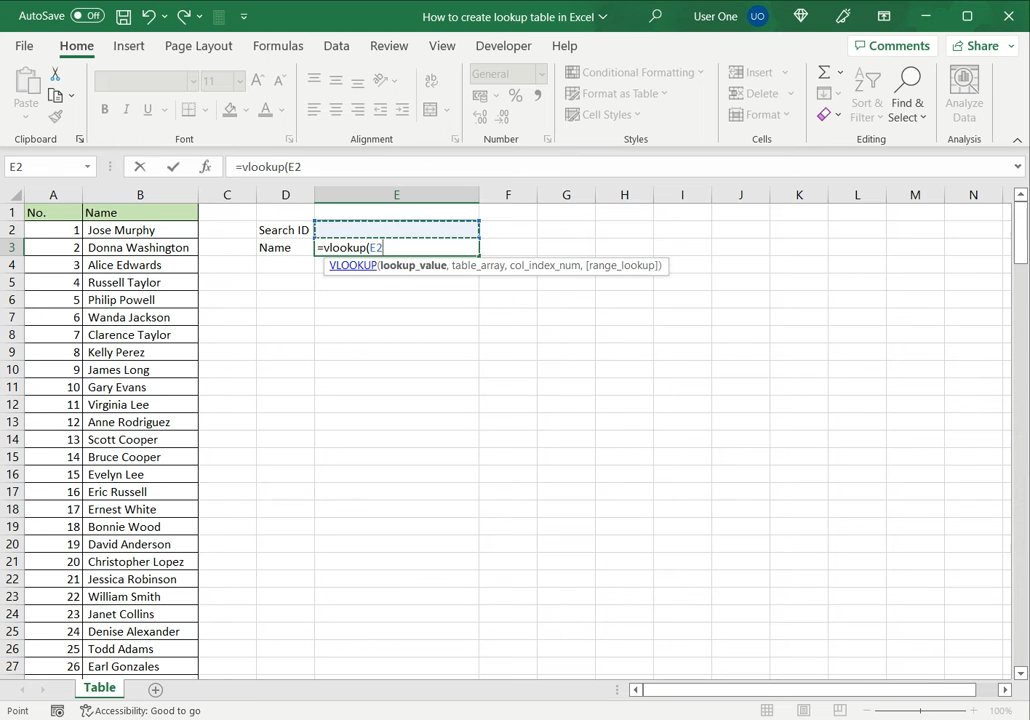 AutoSave Off How to create lookup table in Excel User One UO
File Home Insert Page Layout Formulas Data Review View Developer Help Comments Share
Paste 11 General Conditional Formatting Insert Sort & Find & Analyze
Format as Table Delete Filter Select Data
Cell Styles Format
Clipboard Font Alignment Number Styles Cells Editing Analysis
E2 fx =vlookup(E2
A B C D E F G H I J K L M N
1 No. Name
2 1 Jose Murphy Search ID
3 2 Donna Washington Name =vlookup(E2
4 3 Alice Edwards VLOOKUP(lookup_value, table_array, col_index_num, [range_lookup])
5 4 Russell Taylor
6 5 Philip Powell
7 6 Wanda Jackson
8 7 Clarence Taylor
9 8 Kelly Perez
10 9 James Long
11 10 Gary Evans
12 11 Virginia Lee
13 12 Anne Rodriguez
14 13 Scott Cooper
15 14 Bruce Cooper
16 15 Evelyn Lee
17 16 Eric Russell
18 17 Ernest White
19 18 Bonnie Wood
20 19 David Anderson
21 20 Christopher Lopez
22 21 Jessica Robinson
23 22 William Smith
24 23 Janet Collins
25 24 Denise Alexander
26 25 Todd Adams
27 26 Earl Gonzales
Table
Point Accessibility: Good to go 100%